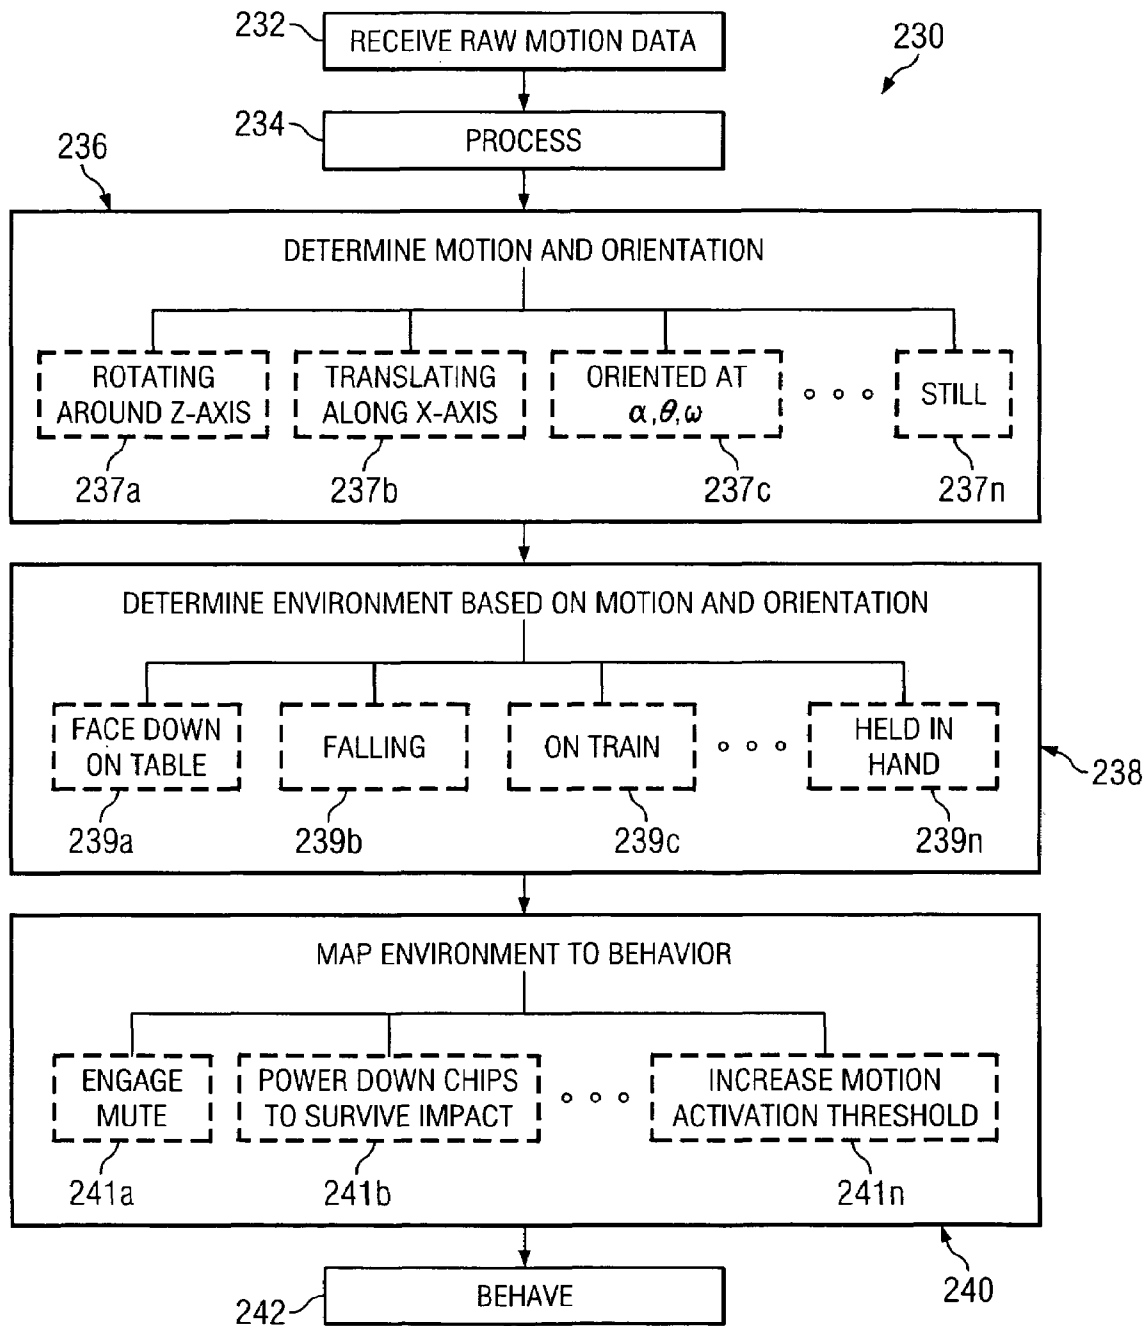 232
RECEIVE RAW MOTION DATA
230
234
PROCESS
236
DETERMINE MOTION AND ORIENTATION
ROTATING
AROUND Z-AXIS
TRANSLATING
ALONG X-AXIS
ORIENTED AT
α,θ,ω
STILL
237a
237b
237c
237n
DETERMINE ENVIRONMENT BASED ON MOTION AND ORIENTATION
FACE DOWN
ON TABLE
FALLING
ON TRAIN
HELD IN
HAND
238
239a
239b
239c
239n
MAP ENVIRONMENT TO BEHAVIOR
ENGAGE
MUTE
POWER DOWN CHIPS
TO SURVIVE IMPACT
INCREASE MOTION
ACTIVATION THRESHOLD
241a
241b
241n
240
242
BEHAVE